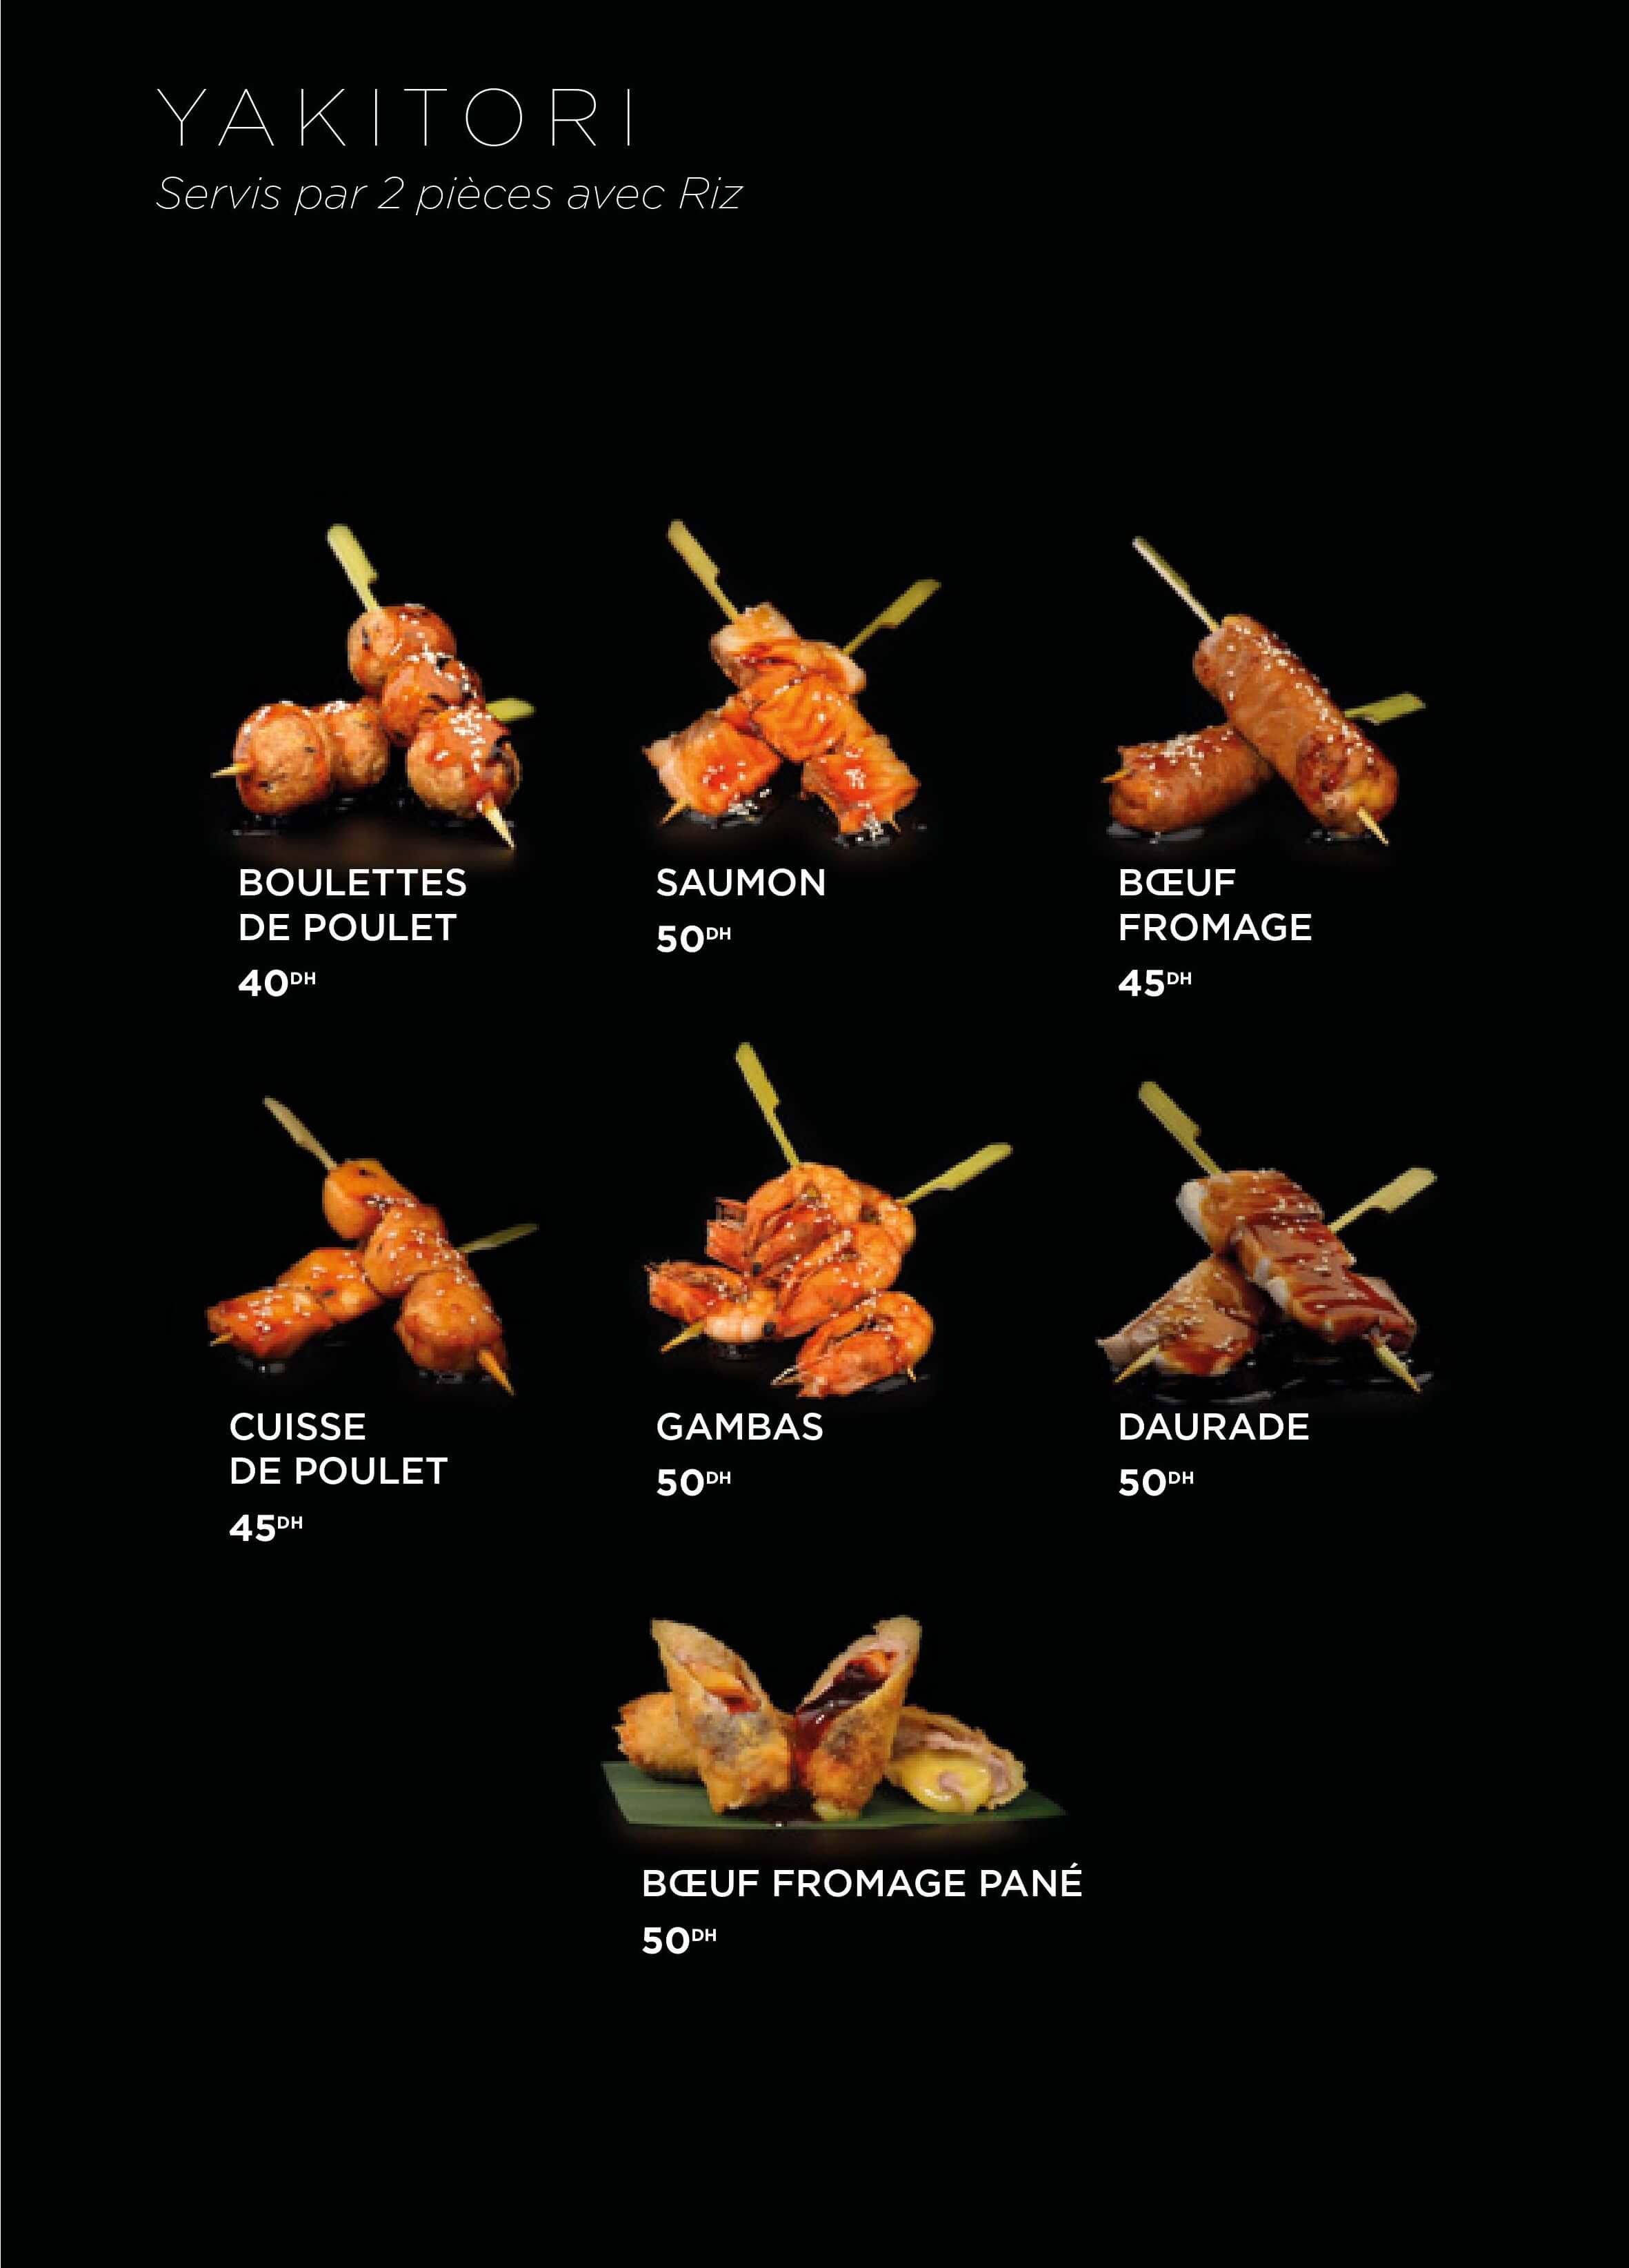 YAKITORI
Servis par 2 pièces avec Riz
BOULETTES
DE POULET
40DH
SAUMON
50DH
BŒUF
FROMAGE
45DH
CUISSE
DE POULET
45DH
GAMBAS
50DH
DAURADE
50DH
BŒUF FROMAGE PANÉ
50DH